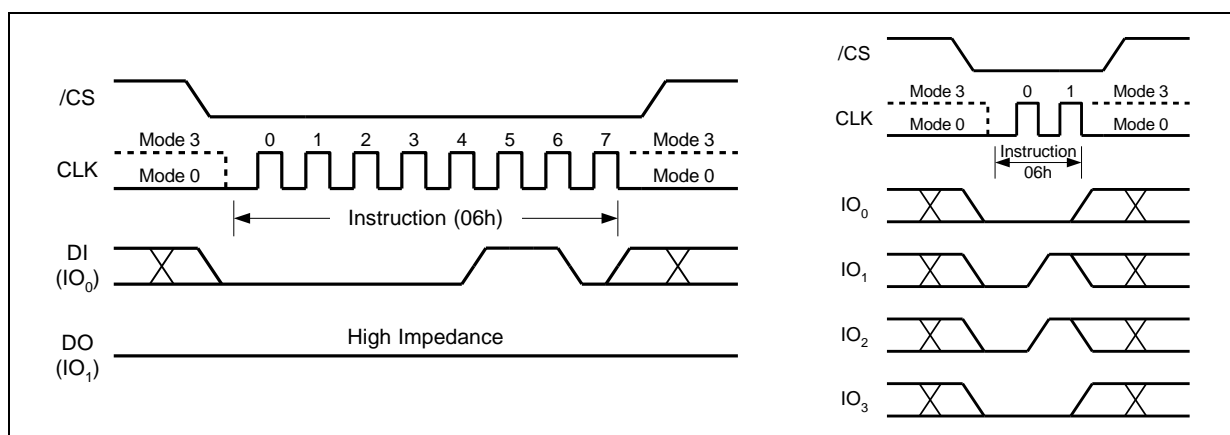 /CS
Mode 3 0 1 2 3 4 5 6 7 Mode 3
CLK
Mode 0 Mode 0
Instruction (06h)
DI
(IO0)
High Impedance
DO
(IO1)
/CS
Mode 3 0 1 Mode 3
CLK
Mode 0 Mode 0
Instruction
06h
IO0
IO1
IO2
IO3